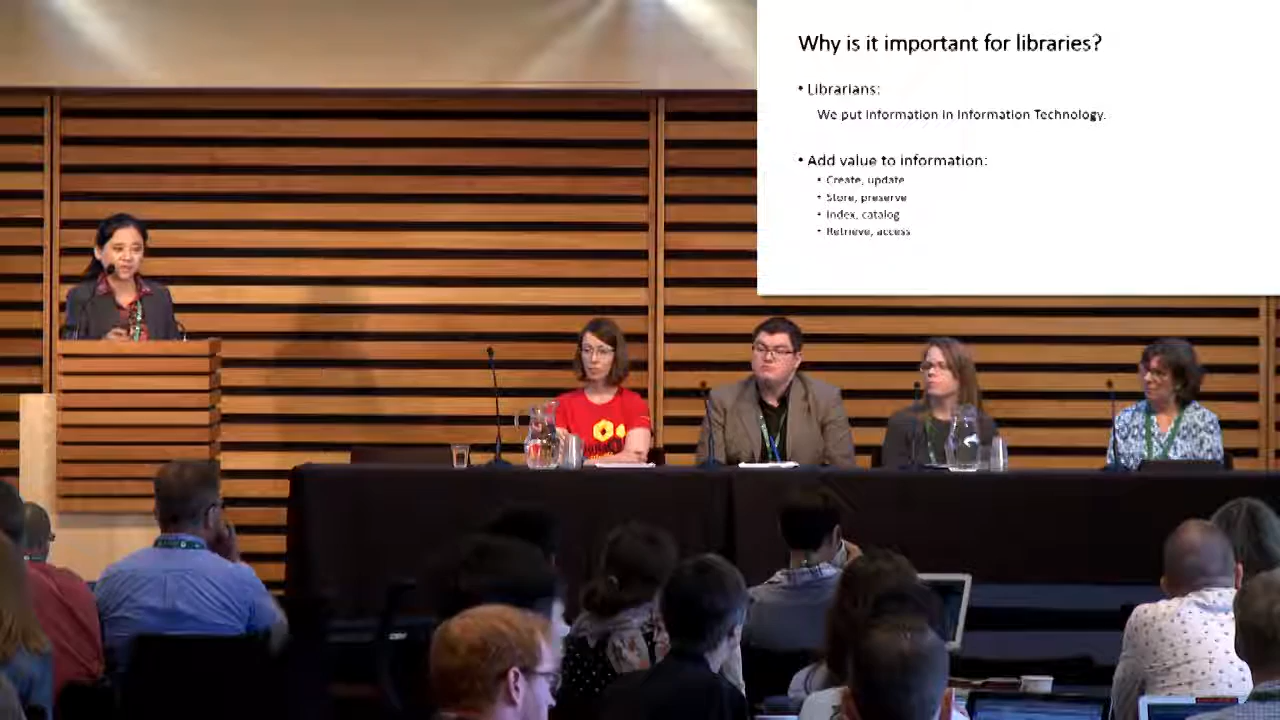 Why is it important for libraries?
• Librarians:
We put Information in Information Technology.
• Add value to information:
• Create, update
• Store, preserve
• Index, catalog
• Retrieve, access